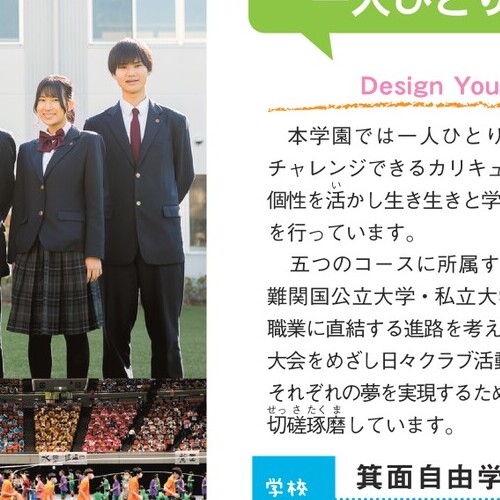 一人ひとり
Design You
本学園では一人ひとり
チャレンジできるカリキュ
個性を活かし生き生きと学
を行っています。
五つのコースに所属す
難関国公立大学・私立大
職業に直結する進路を考え
大会をめざし日々クラブ活動
それぞれの夢を実現するため
切磋琢磨しています。
学校
箕面自由学